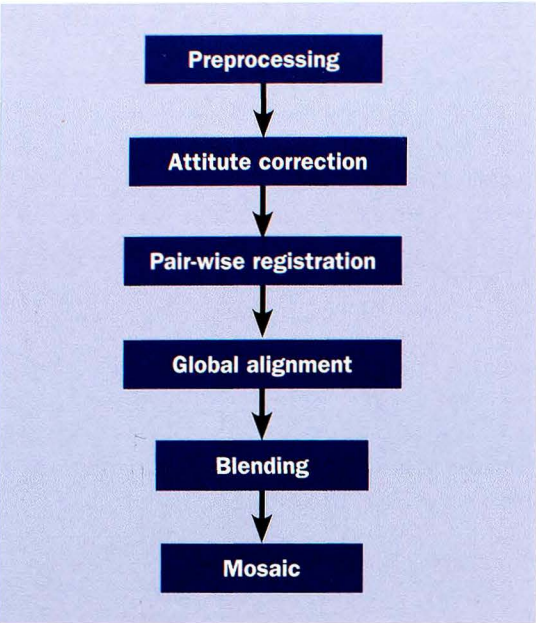 Preprocessing
Attitute correction
Pair-wise registration
Global alignment
Blending
Mosaic